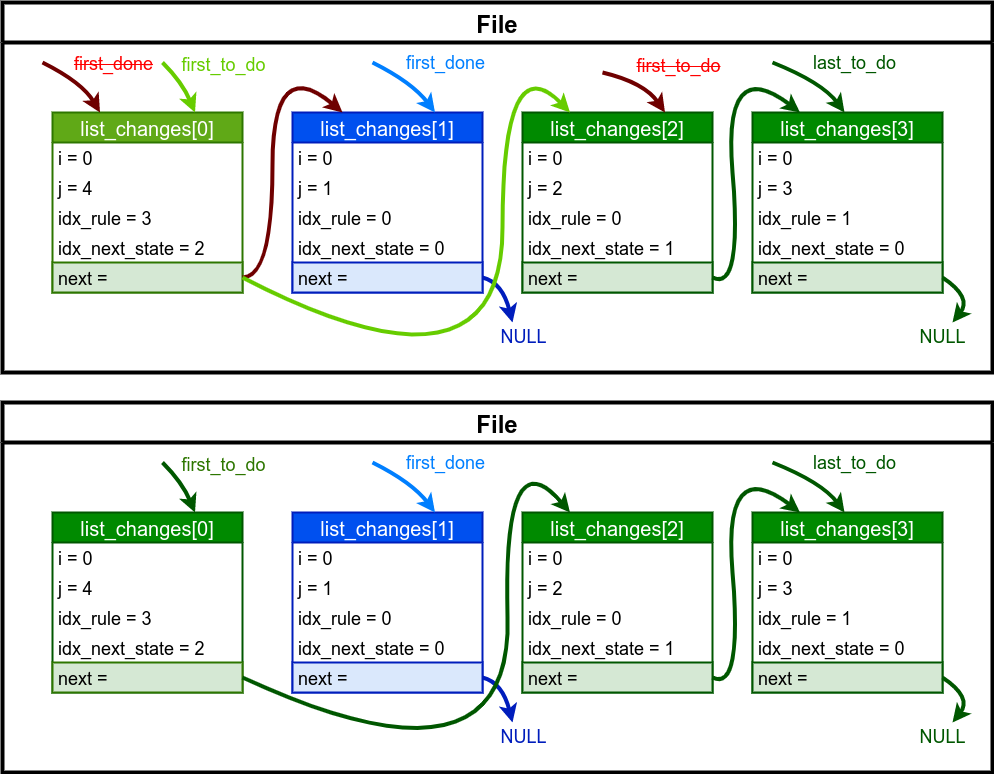 File
first_done
first_to_do
first_done
first_to_do
last_to_do
list_changes[0]
i = 0
j = 4
idx_rule = 3
idx_next_state = 2
next =
list_changes[1]
i = 0
j = 1
idx_rule = 0
idx_next_state = 0
next =
NULL
list_changes[2]
i = 0
j = 2
idx_rule = 0
idx_next_state = 1
next =
list_changes[3]
i = 0
j = 3
idx_rule = 1
idx_next_state = 0
next =
NULL
File
first_to_do
first_done
last_to_do
list_changes[0]
i = 0
j = 4
idx_rule = 3
idx_next_state = 2
next =
list_changes[1]
i = 0
j = 1
idx_rule = 0
idx_next_state = 0
next =
NULL
list_changes[2]
i = 0
j = 2
idx_rule = 0
idx_next_state = 1
next =
list_changes[3]
i = 0
j = 3
idx_rule = 1
idx_next_state = 0
next =
NULL